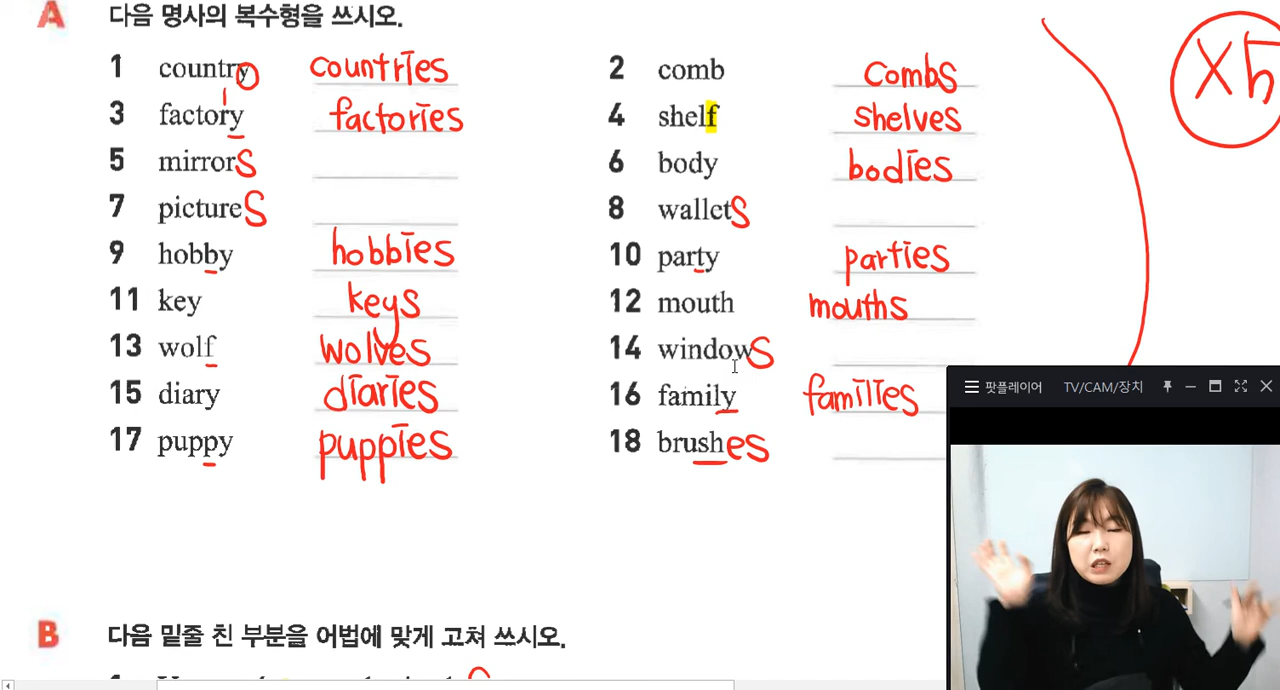 A 다음 명사의 복수형을 쓰시오.
1 country countries 2 comb combs
3 factory factories 4 shelf shelves
5 mirrors 6 body bodies
7 pictures 8 wallets
9 hobby hobbies 10 party parties
11 key keys 12 mouth mouths
13 wolf wolves 14 windows
15 diary diaries 16 family families
17 puppy puppies 18 brushes
X5
팟플레이어 TV/CAM/장치
B 다음 밑줄 친 부분을 어법에 맞게 고쳐 쓰시오.